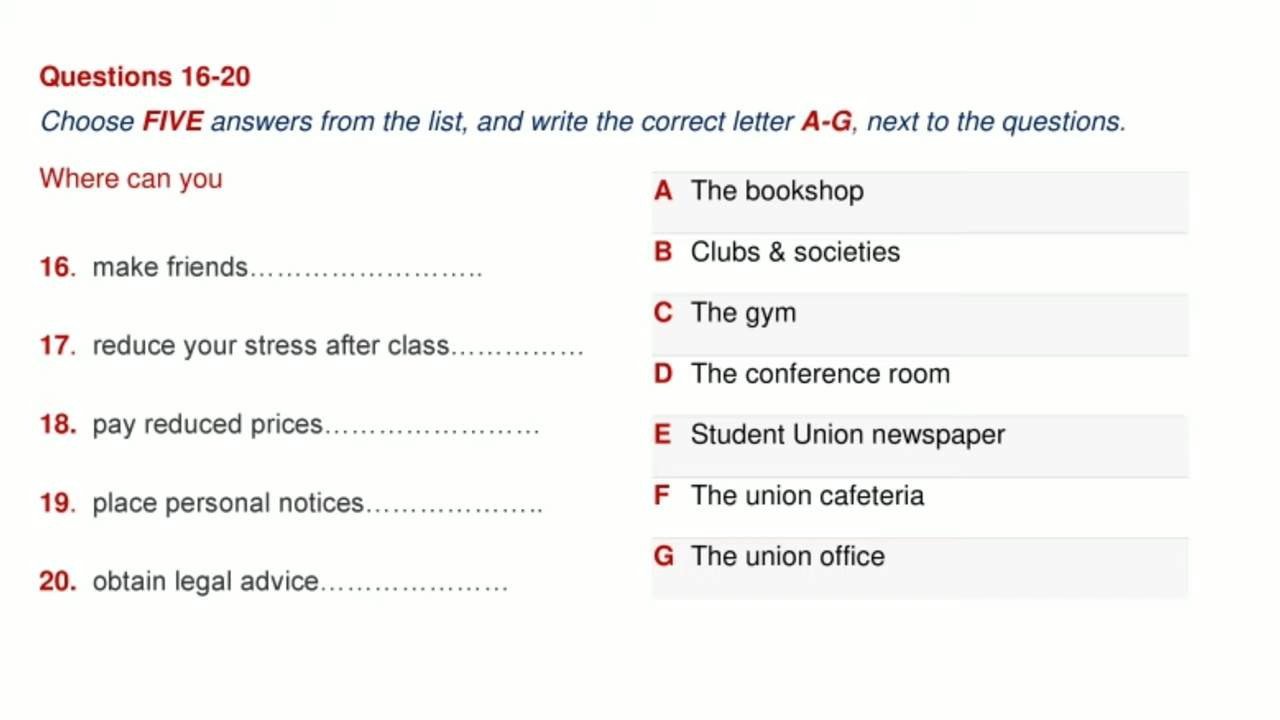 Questions 16-20
Choose FIVE answers from the list, and write the correct letter A-G, next to the questions.
Where can you
16. make friends……………………..
17. reduce your stress after class……………
18. pay reduced prices……………………
19. place personal notices………………..
20. obtain legal advice…………………
A The bookshop
B Clubs & societies
C The gym
D The conference room
E Student Union newspaper
F The union cafeteria
G The union office